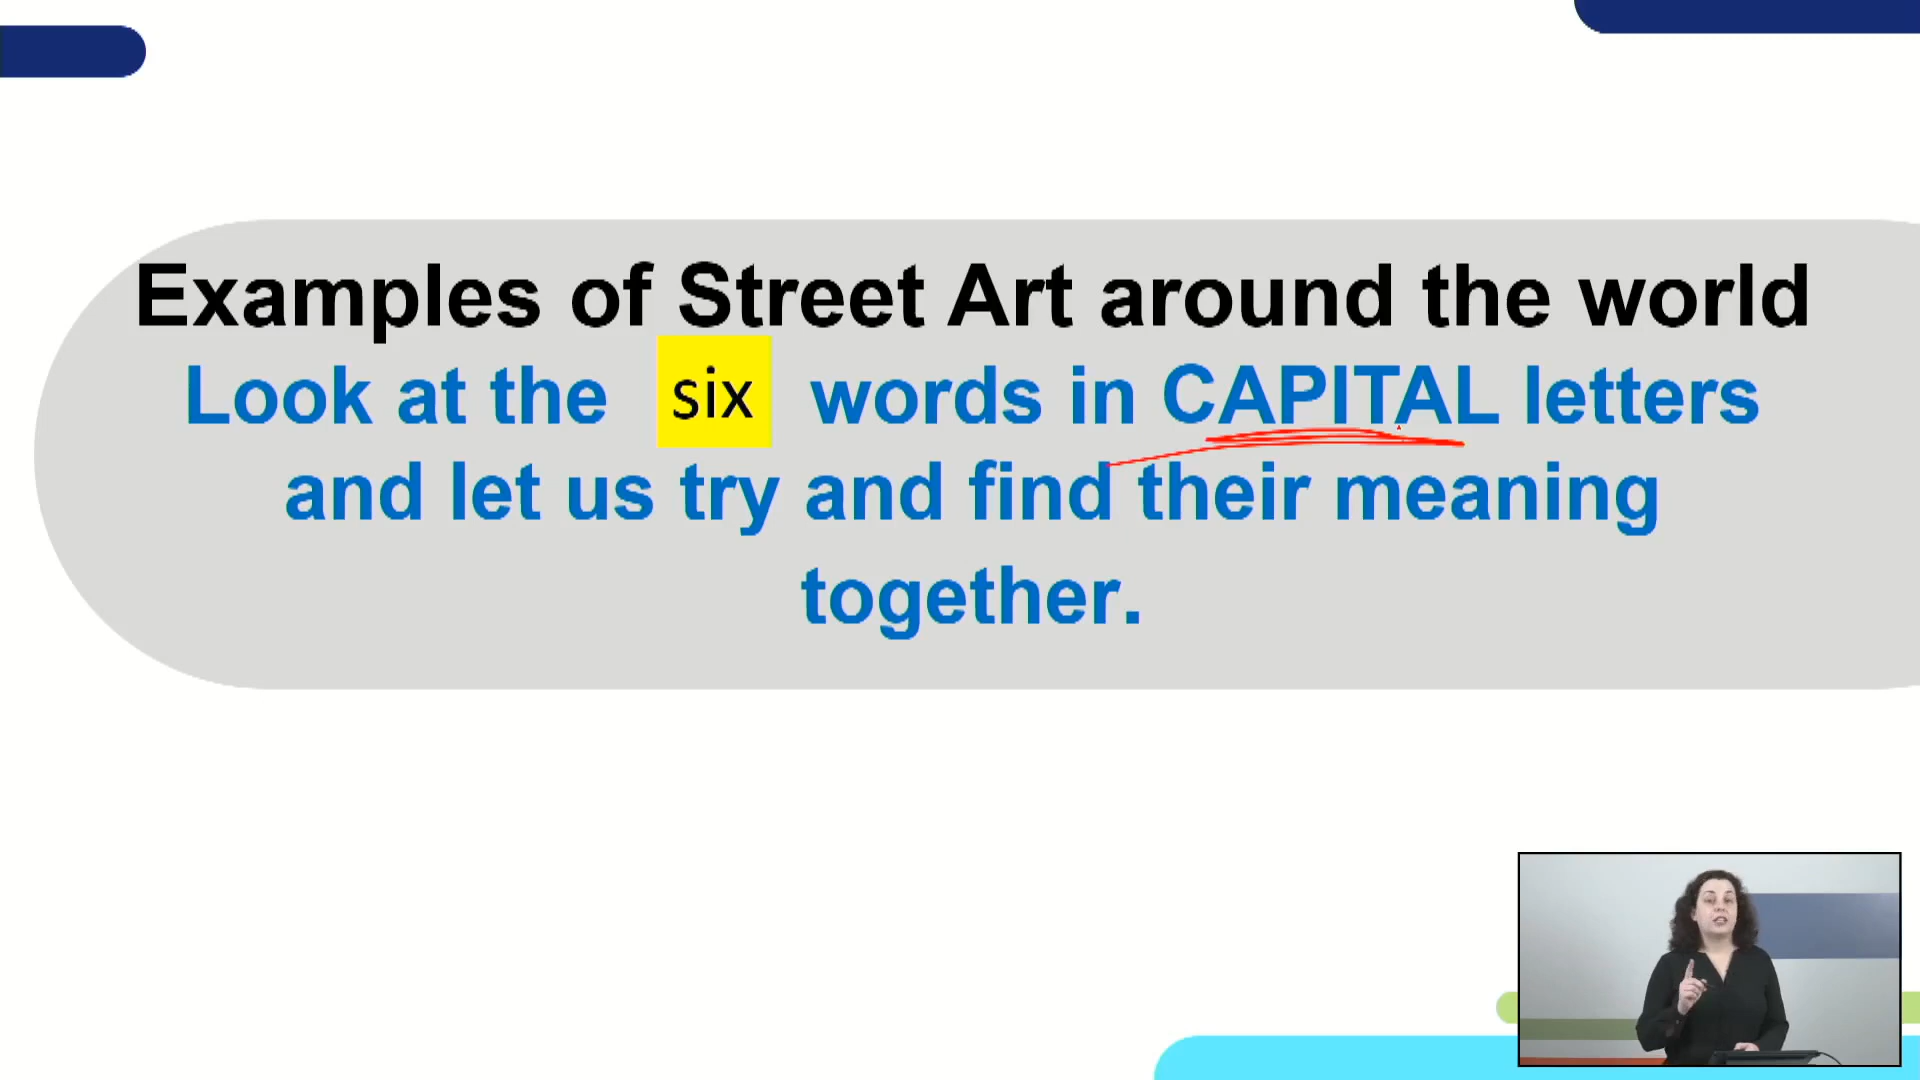 Examples of Street Art around the world
Look at the six words in CAPITAL letters
and let us try and find their meaning
together.